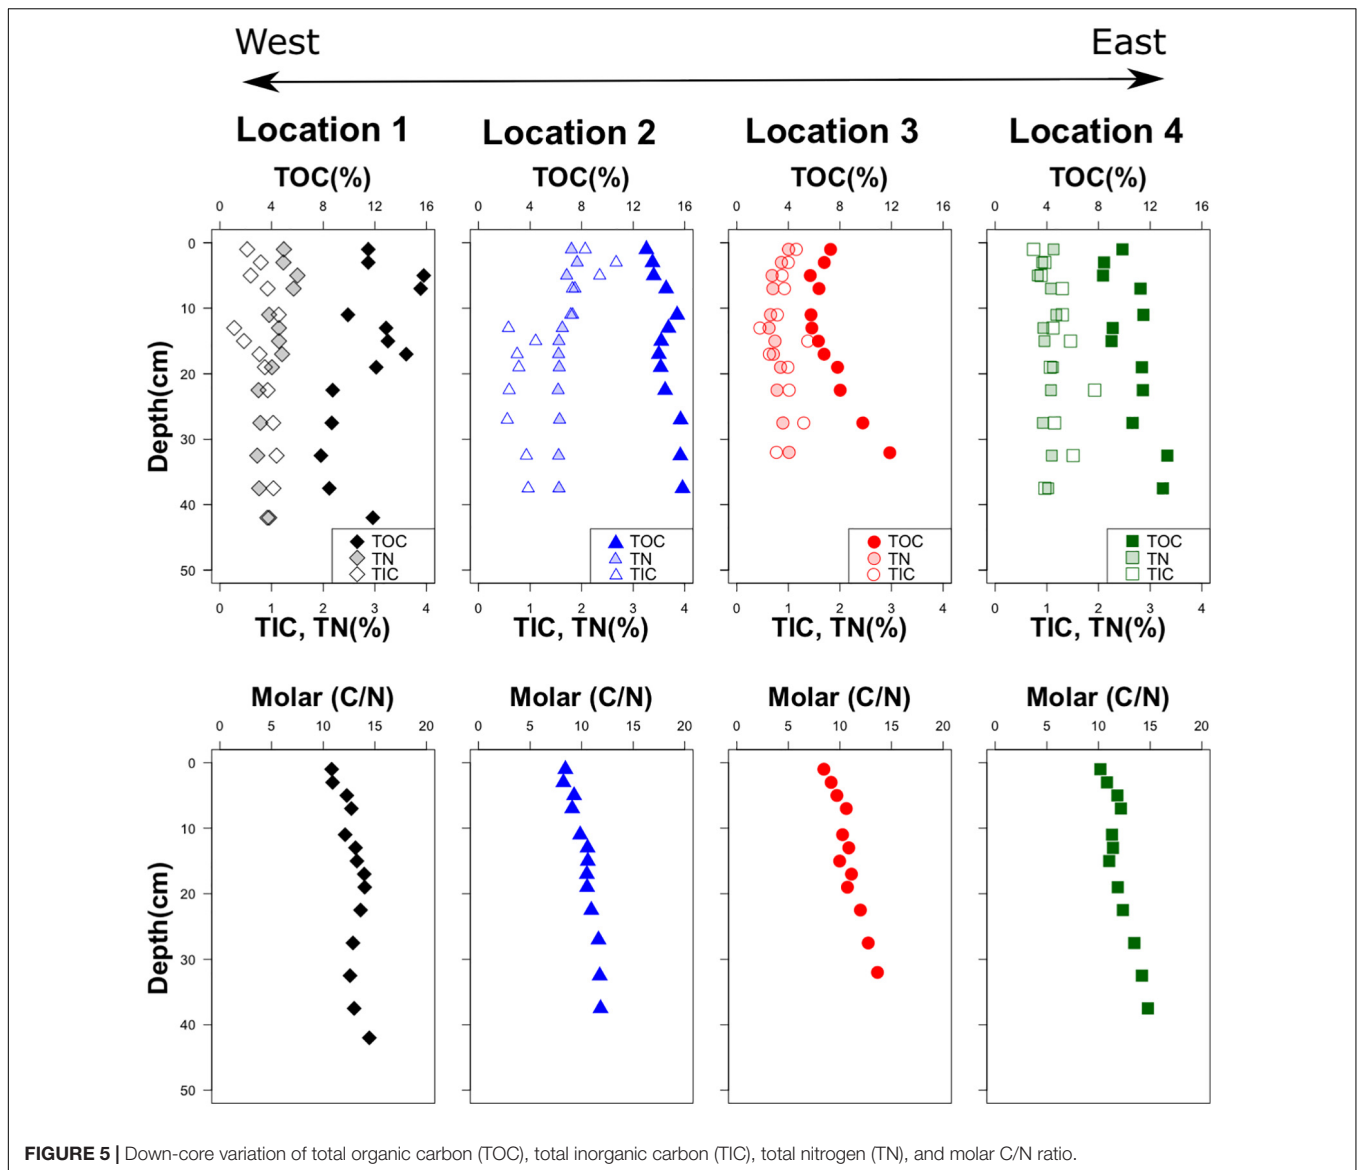 West East
Location 1 Location 2 Location 3 Location 4
TOC(%) TOC(%) TOC(%) TOC(%)
0 4 8 12 16 0 4 8 12 16 0 4 8 12 16 0 4 8 12 16
0
10
20
30
40
50
Depth(cm)
TOC TOC TOC TOC
TN TN TN TN
TIC TIC TIC TIC
0 1 2 3 4 0 1 2 3 4 0 1 2 3 4 0 1 2 3 4
TIC, TN(%) TIC, TN(%) TIC, TN(%) TIC, TN(%)
Molar (C/N) Molar (C/N) Molar (C/N) Molar (C/N)
0 5 10 15 20 0 5 10 15 20 0 5 10 15 20 0 5 10 15 20
0
10
20
30
40
50
Depth(cm)
FIGURE 5 | Down-core variation of total organic carbon (TOC), total inorganic carbon (TIC), total nitrogen (TN), and molar C/N ratio.